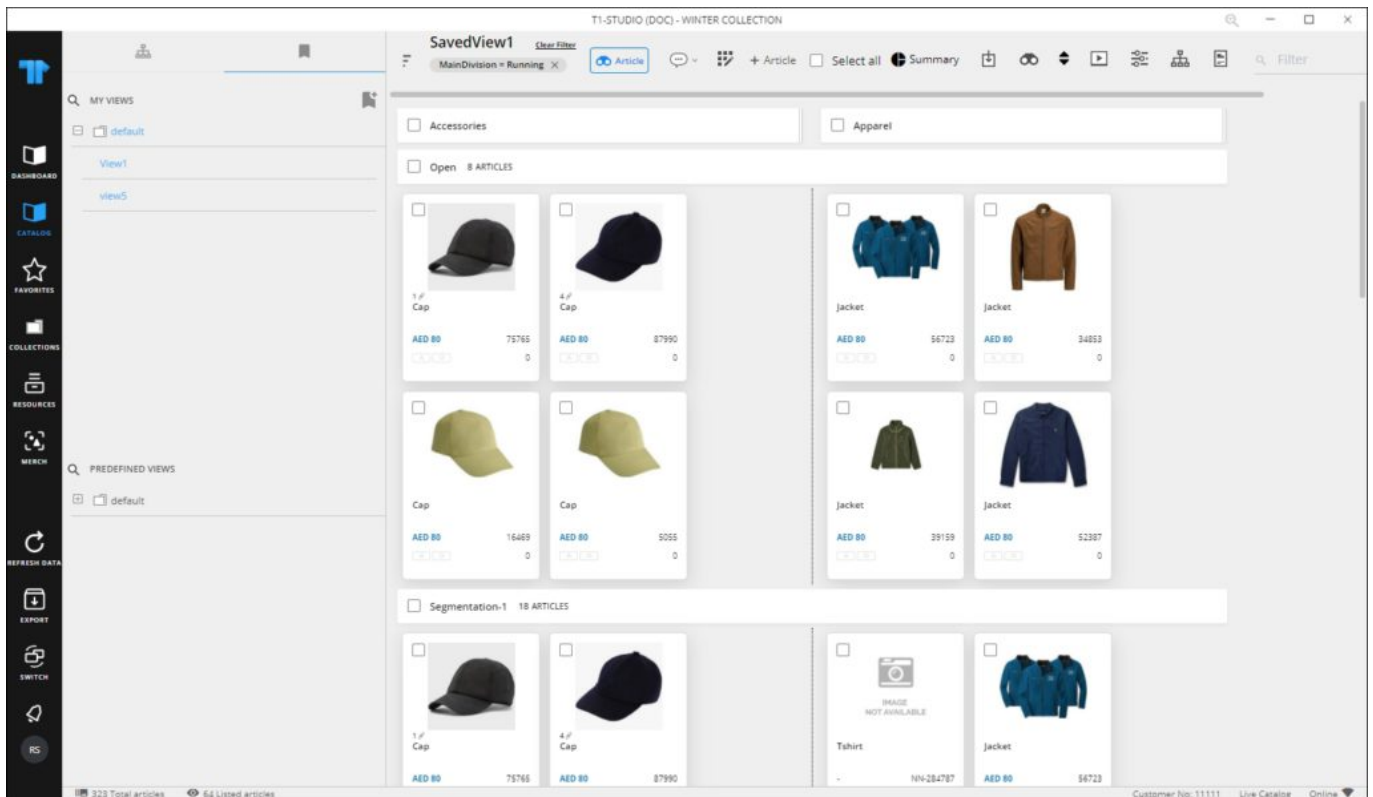 T1-STUDIO (DOC) - WINTER COLLECTION
SavedView1 Clear Filter
MainDivision = Running
Article
+ Article
Select all
Summary
Filter
MY VIEWS
default
View1
view5
PREDEFINED VIEWS
default
DASHBOARD
CATALOG
FAVORITES
COLLECTIONS
RESOURCES
MERCH
REFRESH DATA
EXPORT
SWITCH
RS
Accessories
Apparel
Open 8 ARTICLES
1
Cap
AED 80 75765
0
4
Cap
AED 80 87990
0
Jacket
AED 80 56723
0
Jacket
AED 80 34853
0
Cap
AED 80 16469
0
Cap
AED 80 5055
0
Jacket
AED 80 39159
0
Jacket
AED 80 52387
0
Segmentation-1 18 ARTICLES
1
Cap
AED 80 75765
4
Cap
AED 80 87990
IMAGE
NOT AVAILABLE
Tshirt
- NN-284787
Jacket
AED 80 56723
323 Total articles
64 Listed articles
Customer No: 11111
Live Catalog
Online